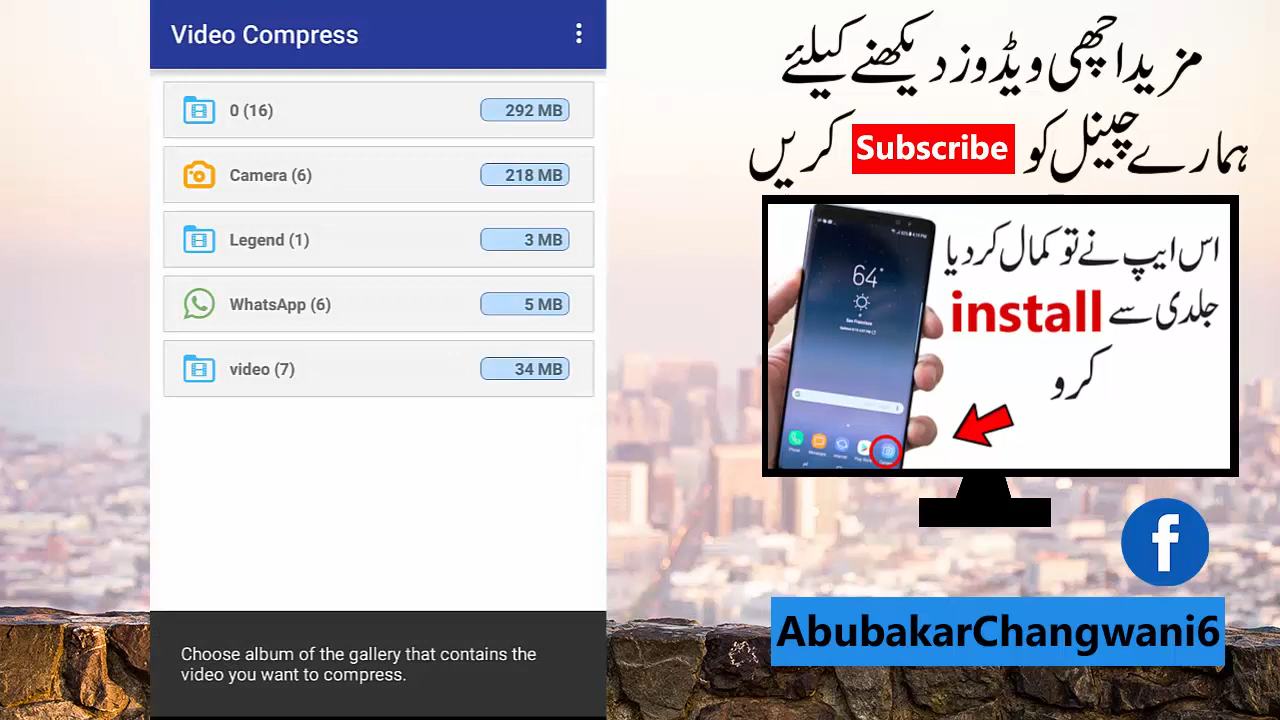 Video Compress
0 (16)
292 MB
Camera (6)
218 MB
Legend (1)
3 MB
WhatsApp (6)
5 MB
video (7)
34 MB
Choose album of the gallery that contains the
video you want to compress.
مزید اچھی ویڈوز دیکھنے کیلئے
ہمارے چینل کو Subscribe کریں
اس ایپ نے تو کمال کر دیا
جلدی سے install
کرو
64°
San Francisco
AbubakarChangwani6